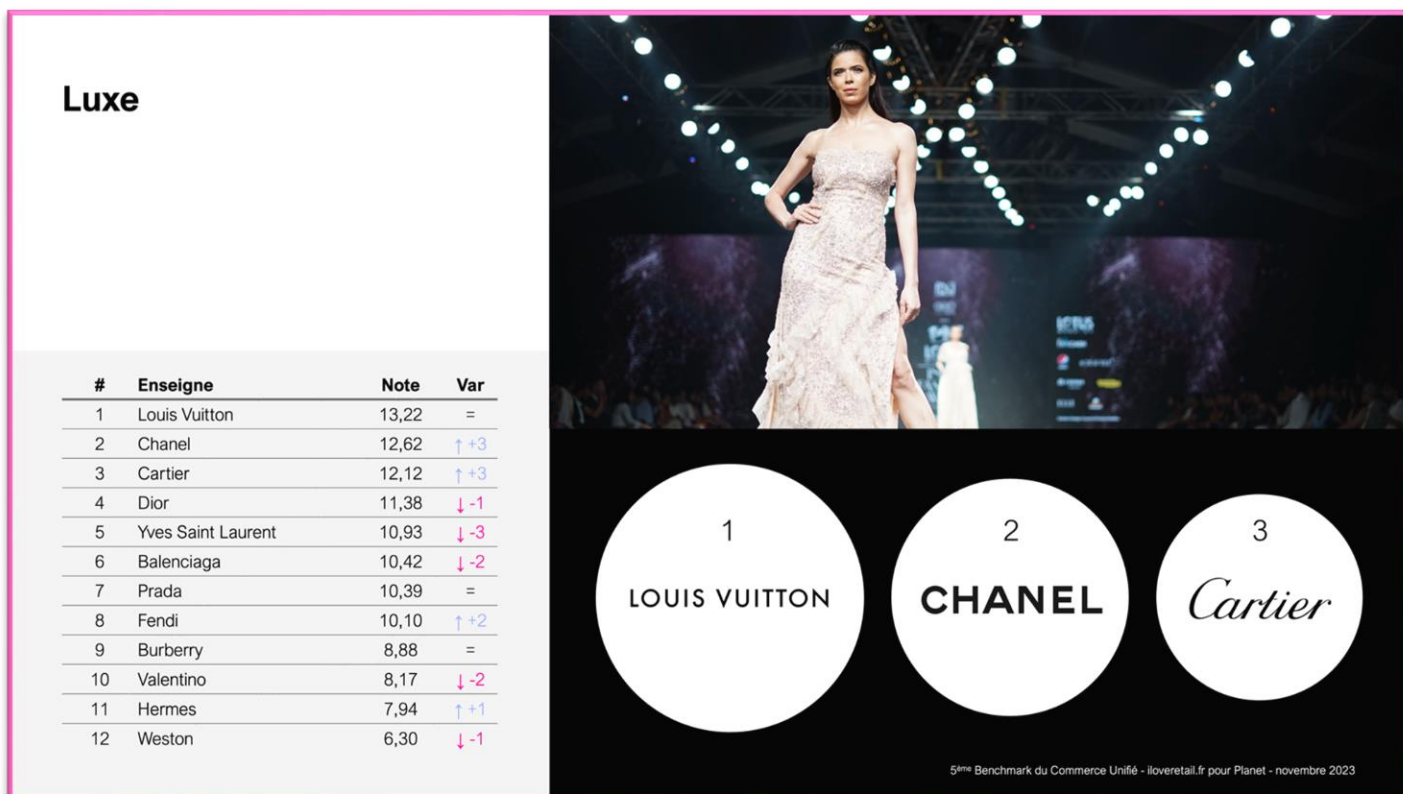 Luxe
# Enseigne Note Var
1 Louis Vuitton 13,22 =
2 Chanel 12,62 ↑ +3
3 Cartier 12,12 ↑ +3
4 Dior 11,38 ↓ -1
5 Yves Saint Laurent 10,93 ↓ -3
6 Balenciaga 10,42 ↓ -2
7 Prada 10,39 =
8 Fendi 10,10 ↑ +2
9 Burberry 8,88 =
10 Valentino 8,17 ↓ -2
11 Hermes 7,94 ↑ +1
12 Weston 6,30 ↓ -1
1
LOUIS VUITTON
2
CHANEL
3
Cartier
5ème Benchmark du Commerce Unifié - iloveretail.fr pour Planet - novembre 2023